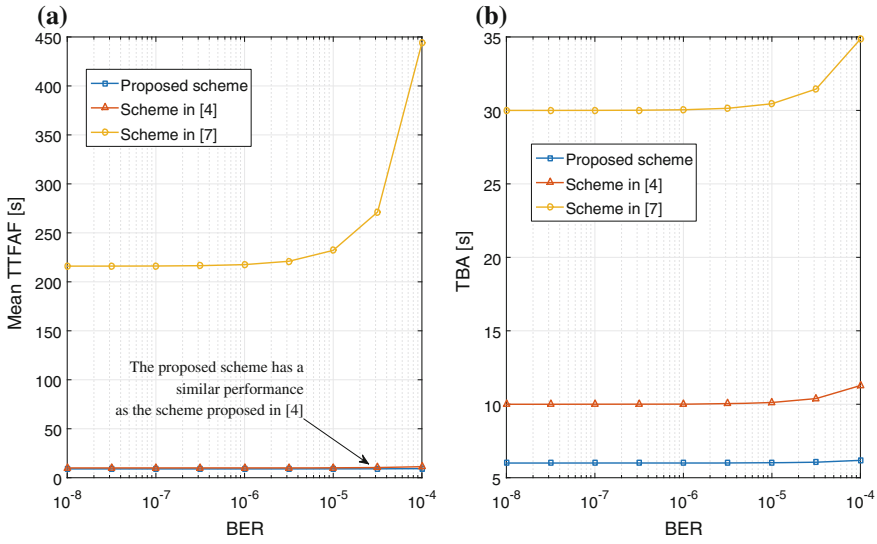 (a)
450
400
350
300
250
200
150
100
50
0
Mean TTFAF [s]
Proposed scheme
Scheme in [4]
Scheme in [7]
The proposed scheme has a
similar performance
as the scheme proposed in [4]
10-8
10-7
10-6
10-5
10-4
BER
(b)
35
30
25
20
15
10
5
TBA [s]
Proposed scheme
Scheme in [4]
Scheme in [7]
10-8
10-7
10-6
10-5
10-4
BER